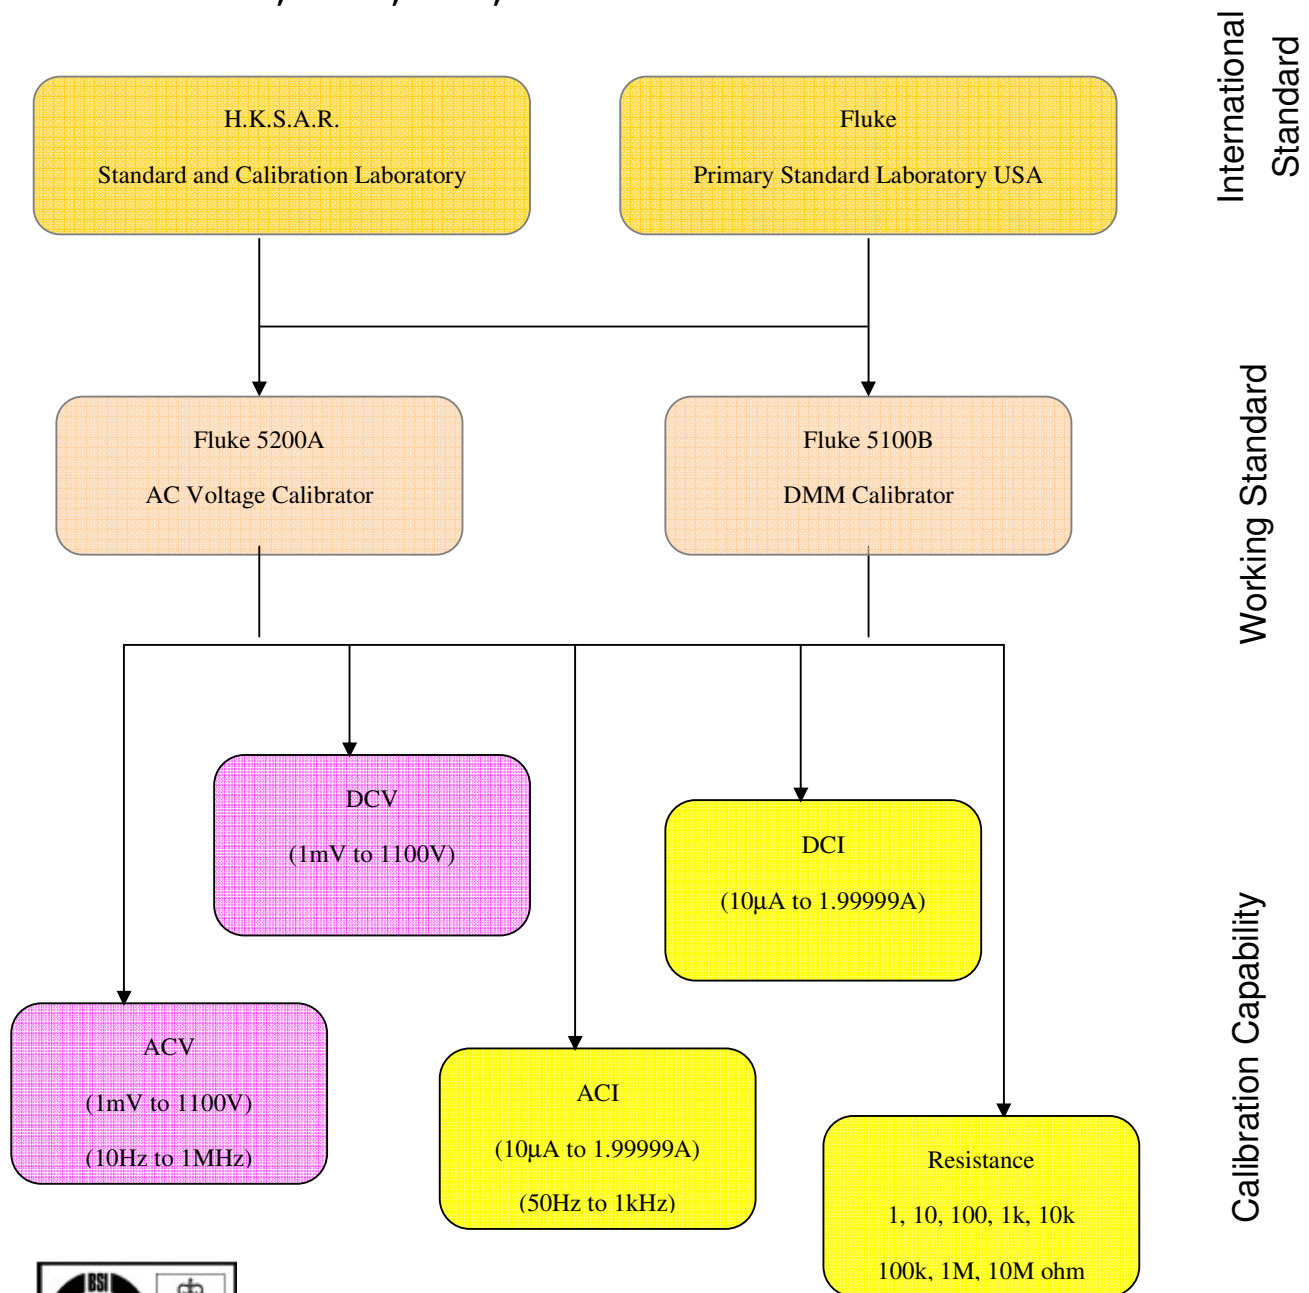 International
Standard
H.K.S.A.R.
Standard and Calibration Laboratory
Fluke
Primary Standard Laboratory USA
Working Standard
Fluke 5200A
AC Voltage Calibrator
Fluke 5100B
DMM Calibrator
Calibration Capability
DCV
(1mV to 1100V)
DCI
(10µA to 1.99999A)
ACV
(1mV to 1100V)
(10Hz to 1MHz)
ACI
(10µA to 1.99999A)
(50Hz to 1kHz)
Resistance
1, 10, 100, 1k, 10k
100k, 1M, 10M ohm
BSI